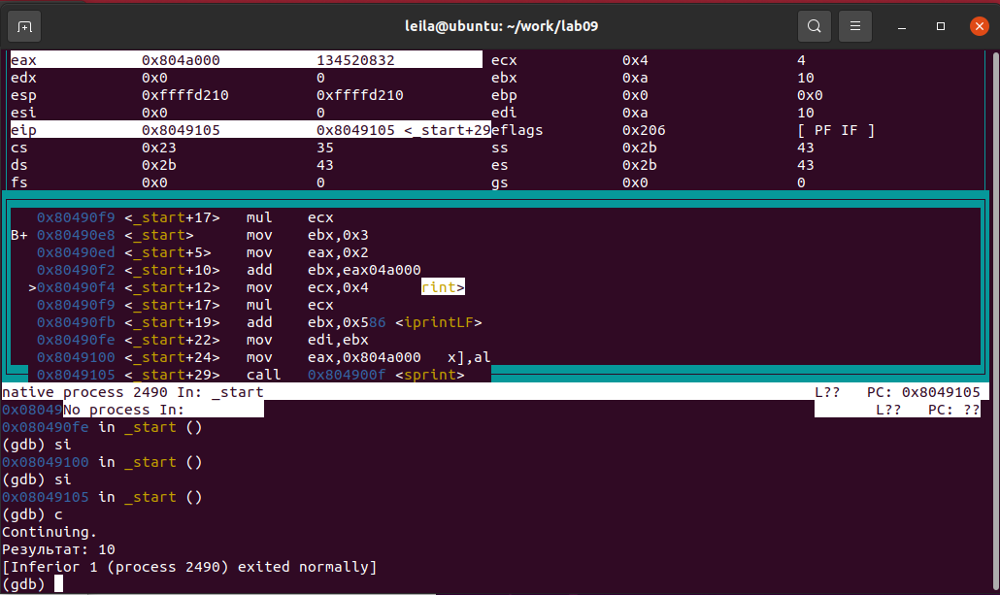 leila@ubuntu: ~/work/lab09
eax 0x804a000 134520832 ecx 0x4 4
edx 0x0 0 ebx 0xa 10
esp 0xffffd210 0xffffd210 ebp 0x0 0x0
esi 0x0 0 edi 0xa 10
eip 0x8049105 0x8049105 <_start+29 eflags 0x206 [ PF IF ]
cs 0x23 35 ss 0x2b 43
ds 0x2b 43 es 0x2b 43
fs 0x0 0 gs 0x0 0
0x80490f9 <_start+17> mul ecx
B+ 0x80490e8 <_start> mov ebx,0x3
0x80490ed <_start+5> mov eax,0x2
0x80490f2 <_start+10> add ebx,eax04a000
>0x80490f4 <_start+12> mov ecx,0x4 rint>
0x80490f9 <_start+17> mul ecx
0x80490fb <_start+19> add ebx,0x586 <iprintLF>
0x80490fe <_start+22> mov edi,ebx
0x8049100 <_start+24> mov eax,0x804a000 x],al
0x8049105 <_start+29> call 0x804900f <sprint>
native process 2490 In: _start L?? PC: 0x8049105
0x08049No process In: L?? PC: ??
0x080490fe in _start ()
(gdb) si
0x08049100 in _start ()
(gdb) si
0x08049105 in _start ()
(gdb) c
Continuing.
Результат: 10
[Inferior 1 (process 2490) exited normally]
(gdb)